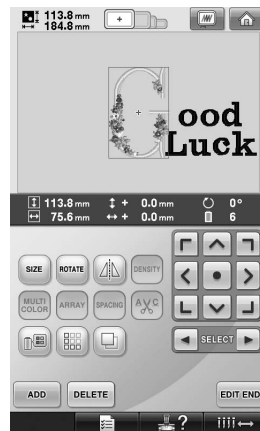 113.8 mm
184.8 mm
ood
Luck
113.8 mm + 0.0 mm 0°
75.6 mm + 0.0 mm 6
SIZE ROTATE DENSITY
MULTI COLOR ARRAY SPACING A C
SELECT
ADD DELETE EDIT END
?